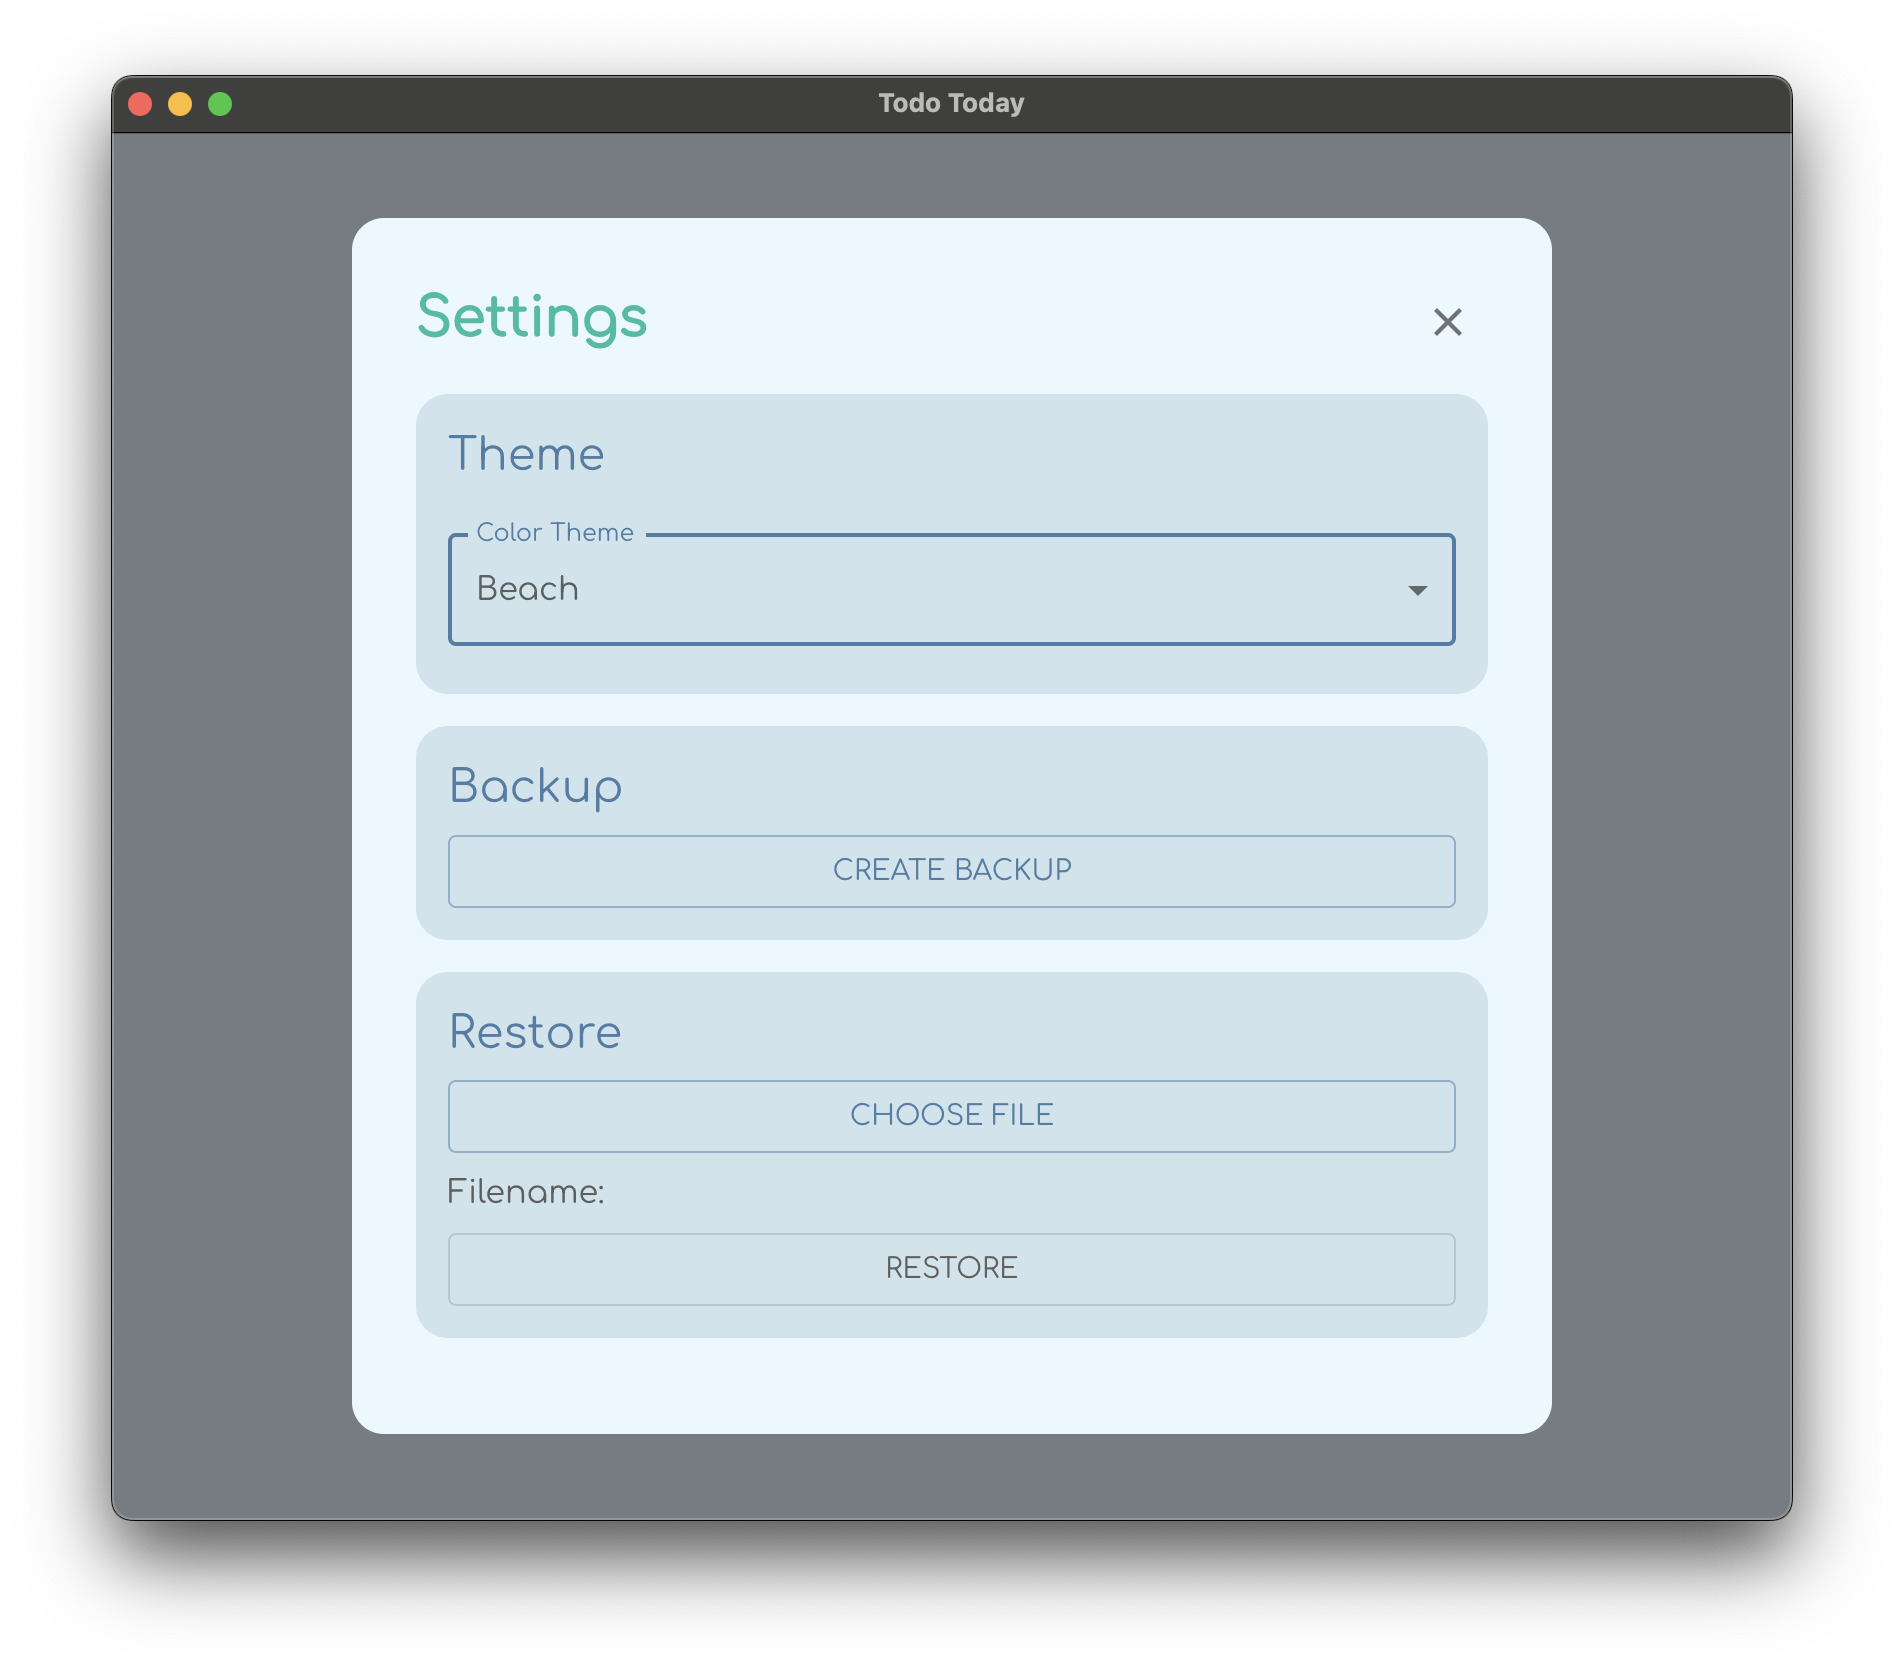 Todo Today
Settings
Theme
Color Theme
Beach
Backup
CREATE BACKUP
Restore
CHOOSE FILE
Filename:
RESTORE